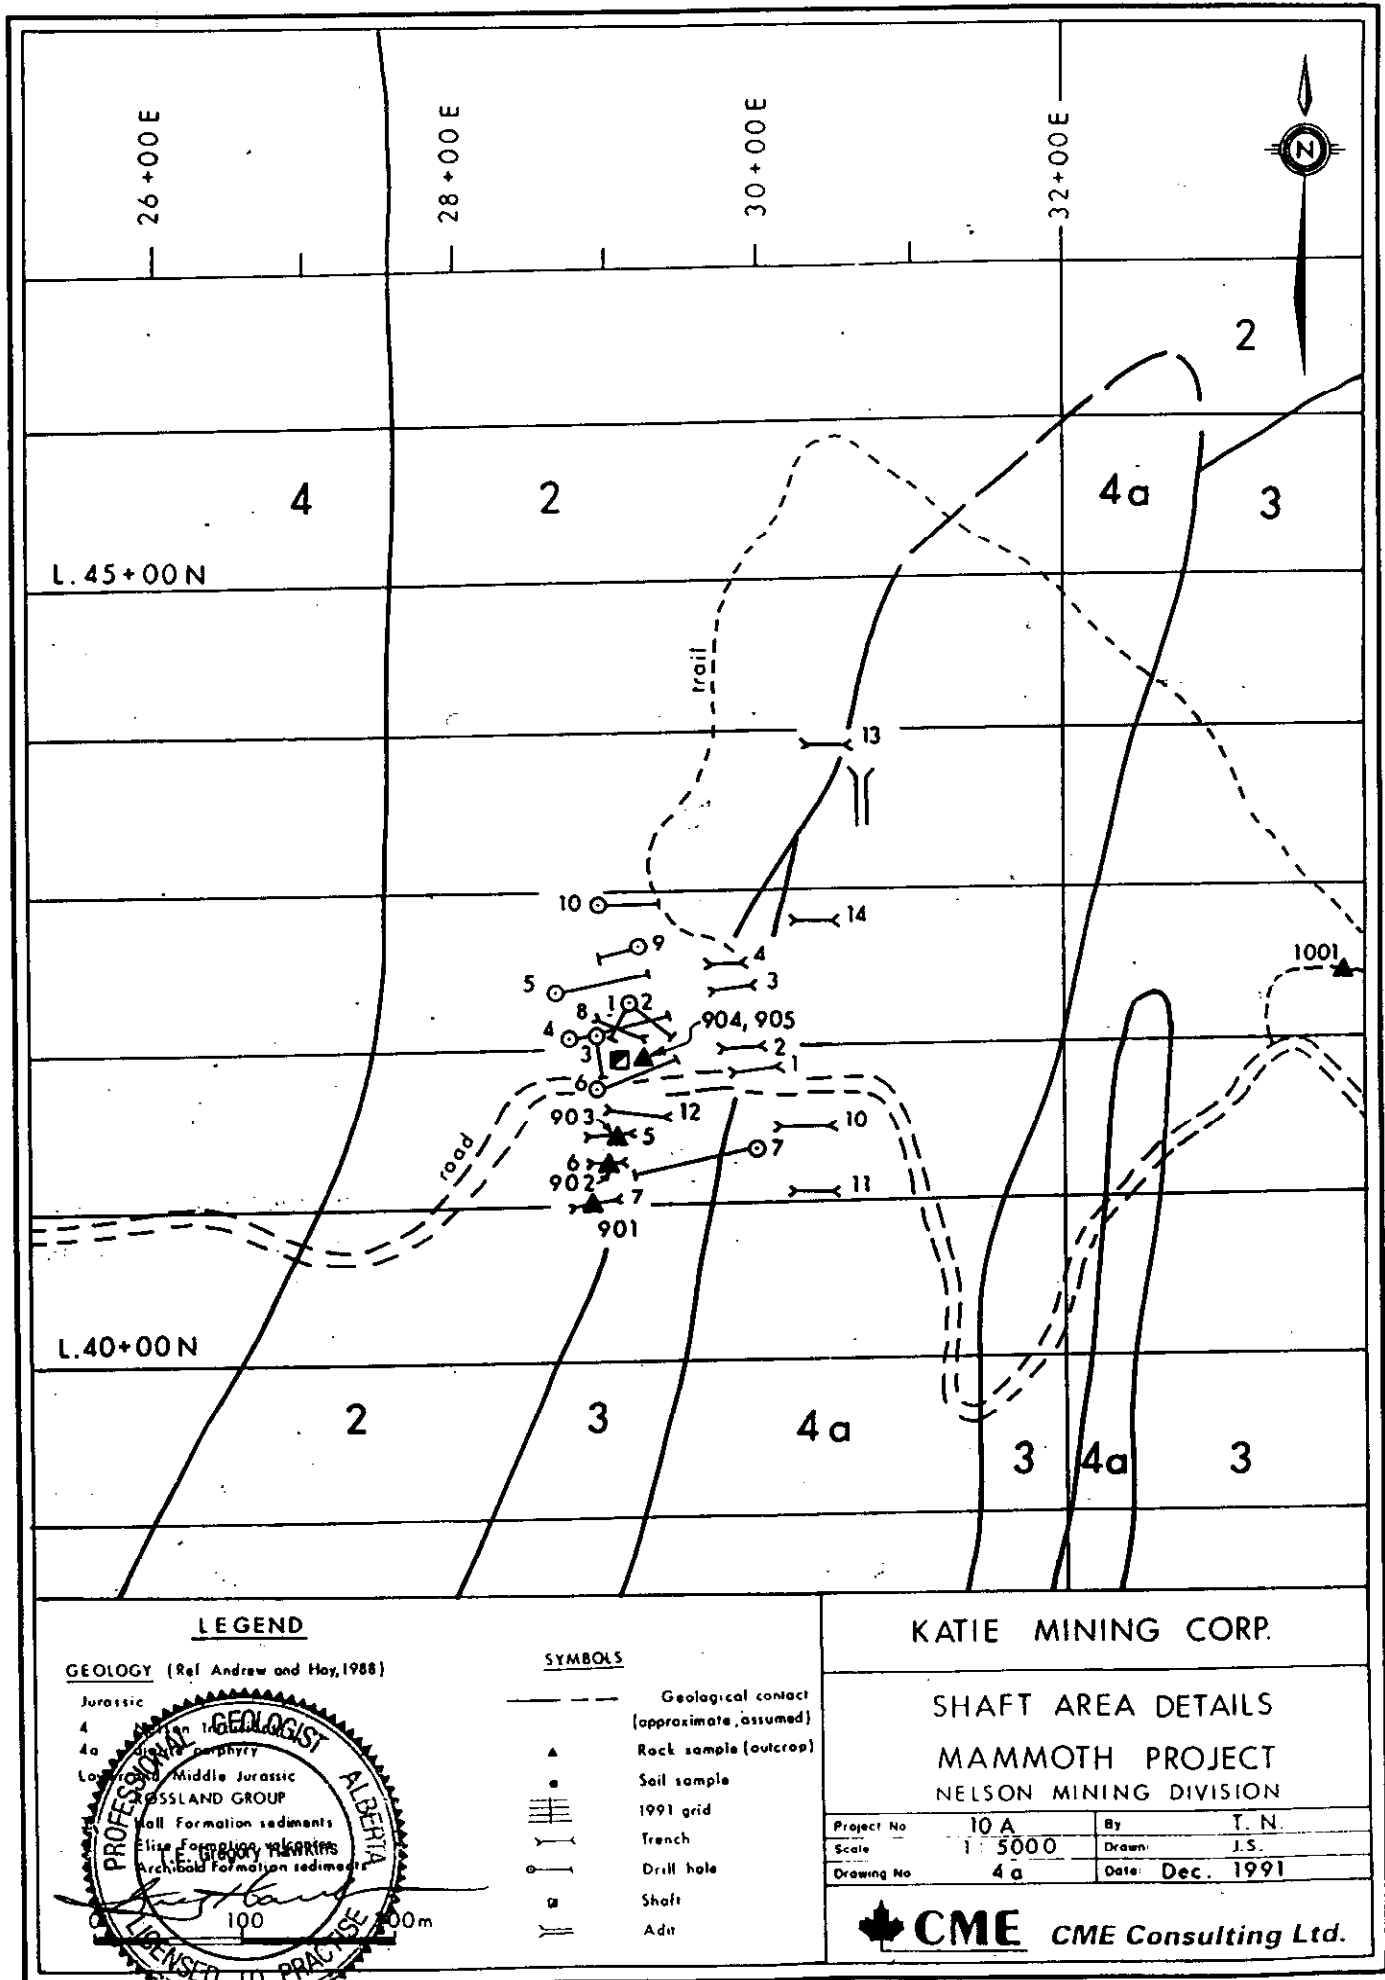 26+00E
28+00E
30+00E
32+00E
N
2
4
2
4a
3
L.45+00N
trail
13
10
14
9
4
5
3
1001
1
2
8
904, 905
4
3
2
1
6
903
12
10
5
7
road
6
902
11
7
901
L.40+00N
2
3
4a
3
4a
3
LEGEND
GEOLOGY (Ref Andrew and Hoy, 1988)
Jurassic
4
4a porphyry
Middle Jurassic
ROSSLAND GROUP
Hall Formation sediments
Elise Formation volcanics
Archibald Formation sediments
PROFESSIONAL GEOLOGIST ALBERTA
T.E. Gregory Hawkins
LICENSED TO PRACTISE
0 100 200m
SYMBOLS
Geological contact
(approximate, assumed)
Rock sample (outcrop)
Soil sample
1991 grid
Trench
Drill hole
Shaft
Adit
KATIE MINING CORP.
SHAFT AREA DETAILS
MAMMOTH PROJECT
NELSON MINING DIVISION
Project No 10 A By T. N.
Scale 1 5000 Drawn: J.S.
Drawing No 4a Date: Dec. 1991
CME CME Consulting Ltd.